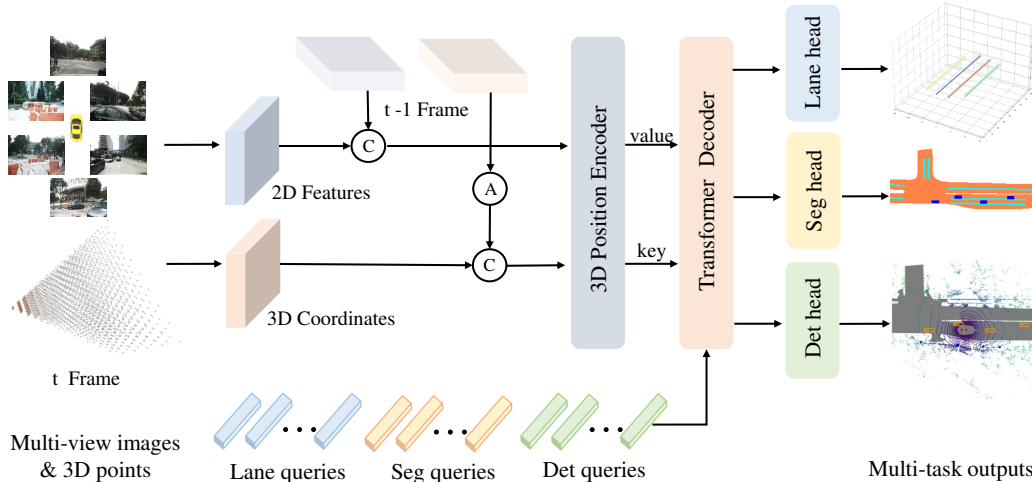 t -1 Frame
C
2D Features
A
C
3D Coordinates
t Frame
Multi-view images
& 3D points
3D Position Encoder
value
key
Transformer Decoder
Lane head
Seg head
Det head
Lane queries
Seg queries
Det queries
Multi-task outputs